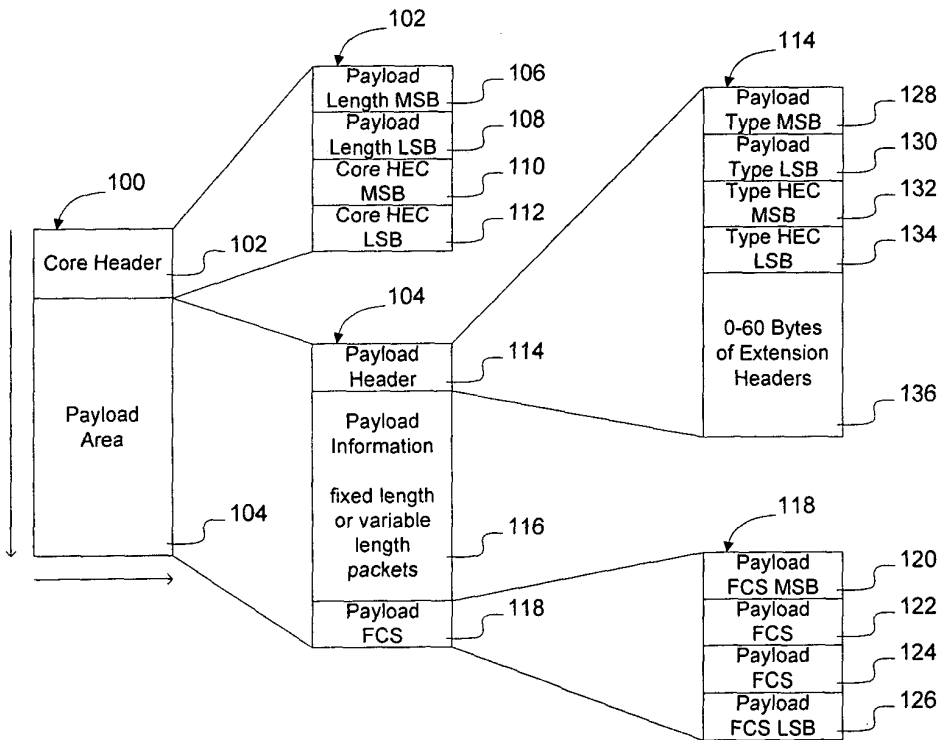 100
Core Header
102
Payload
Area
104
102
Payload
Length MSB
106
Payload
Length LSB
108
Core HEC
MSB
110
Core HEC
LSB
112
104
Payload
Header
114
Payload
Information
fixed length
or variable
length
packets
116
Payload
FCS
118
114
Payload
Type MSB
128
Payload
Type LSB
130
Type HEC
MSB
132
Type HEC
LSB
134
0-60 Bytes
of Extension
Headers
136
118
Payload
FCS MSB
120
Payload
FCS
122
Payload
FCS
124
Payload
FCS LSB
126